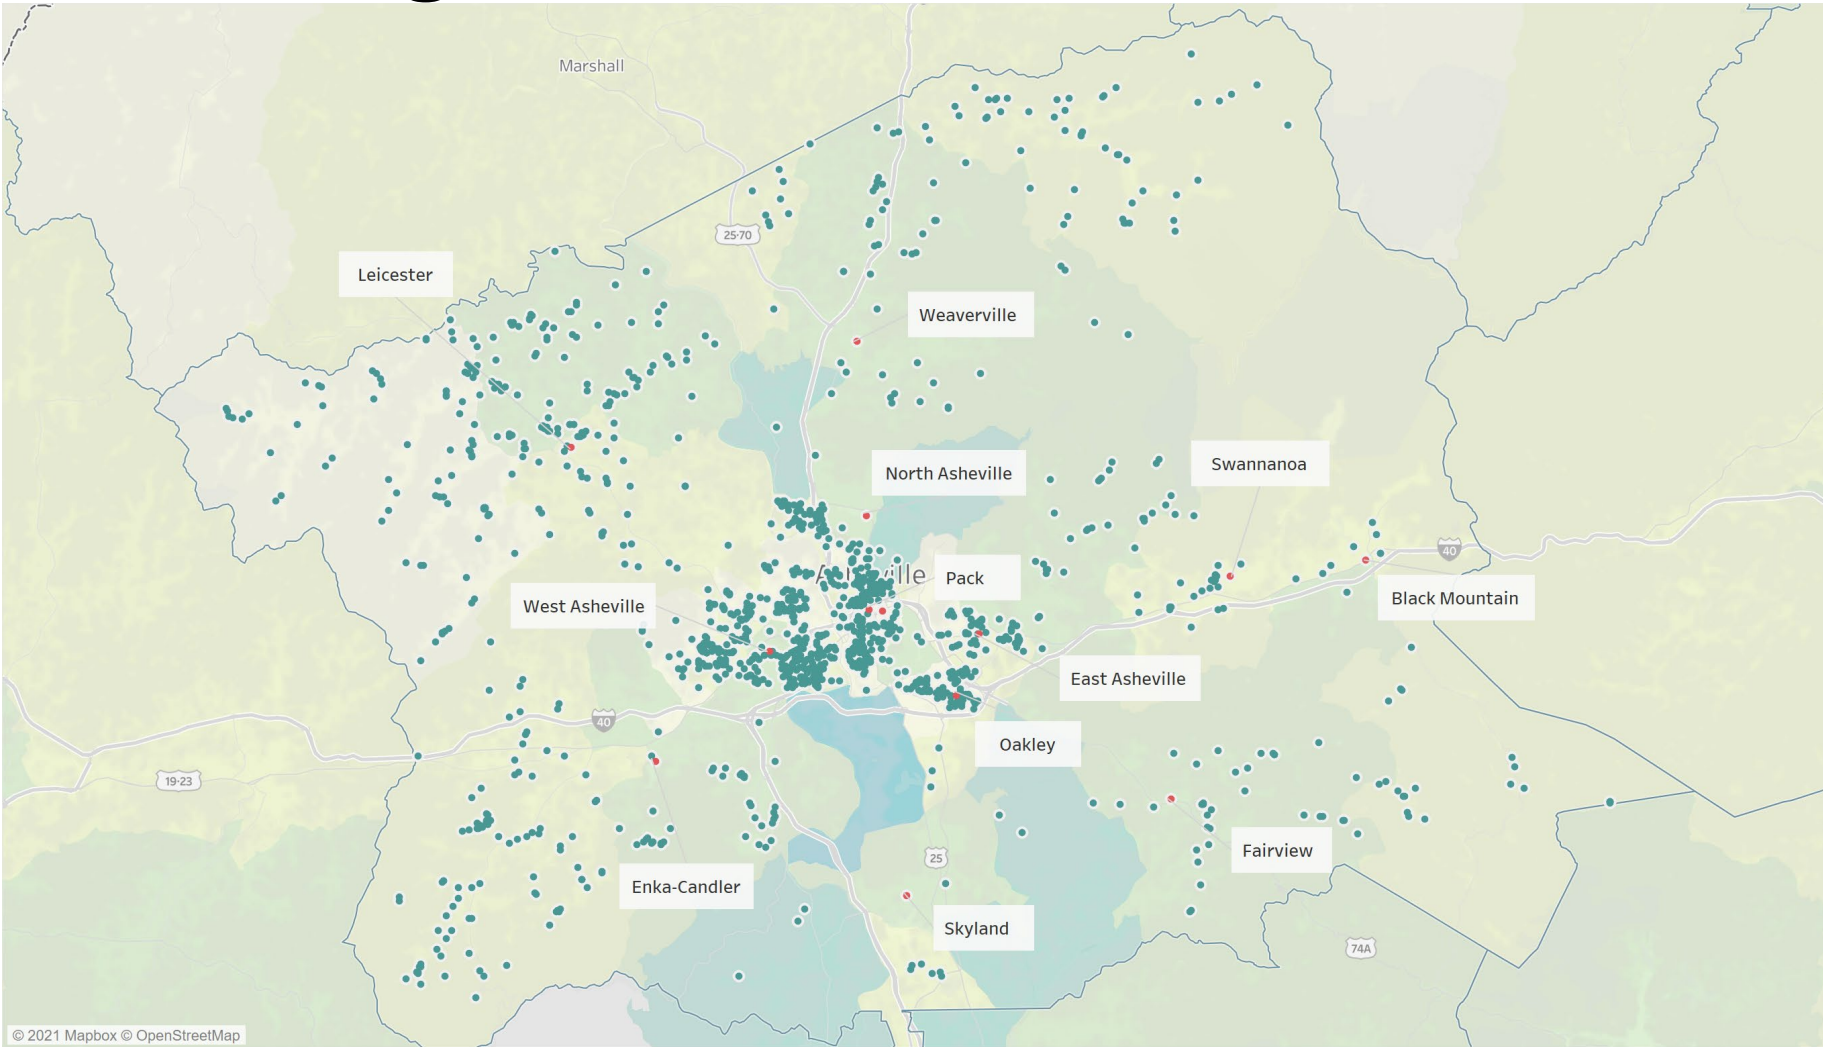 Marshall
25-70
Leicester
Weaverville
North Asheville
Swannanoa
40
Pack
West Asheville
Black Mountain
East Asheville
40
Oakley
19-23
25
Fairview
Enka-Candler
Skyland
74A
© 2021 Mapbox © OpenStreetMap